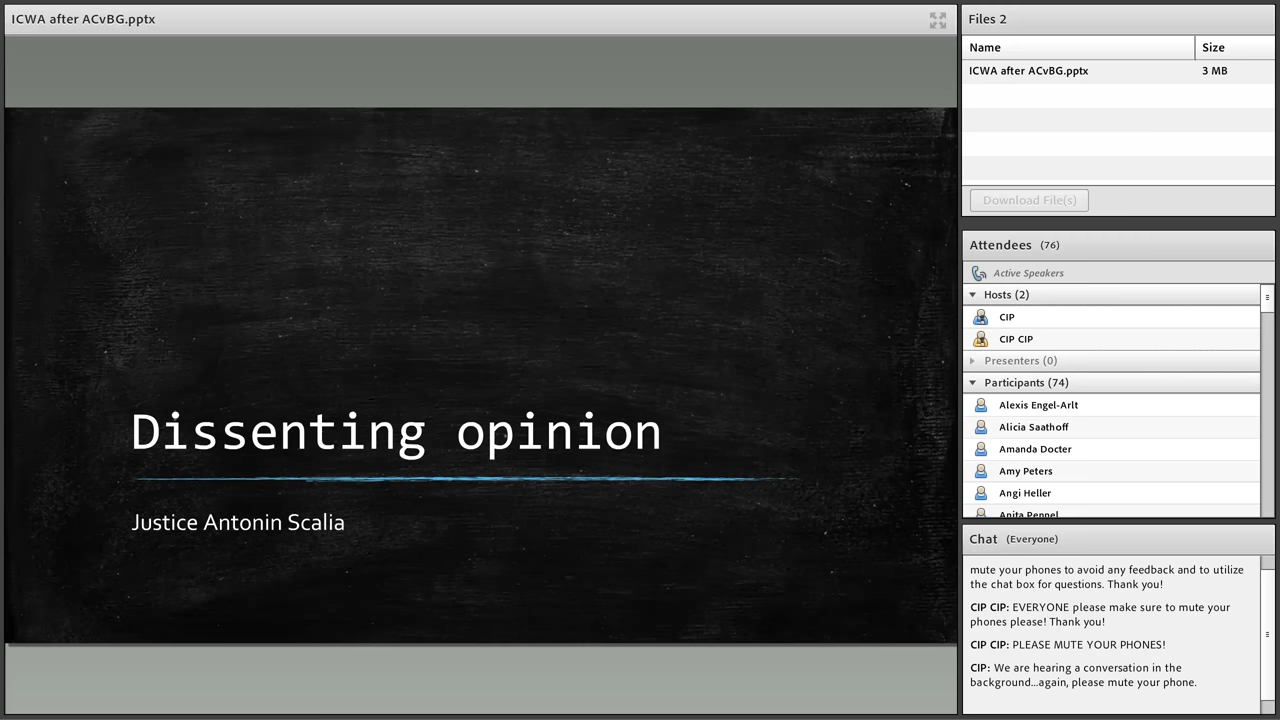 ICWA after ACvBG.pptx
Dissenting opinion
Justice Antonin Scalia
Files 2
Name Size
ICWA after ACvBG.pptx 3 MB
Download File(s)
Attendees (76)
Active Speakers
Hosts (2)
CIP
CIP CIP
Presenters (0)
Participants (74)
Alexis Engel-Arlt
Alicia Saathoff
Amanda Docter
Amy Peters
Angi Heller
Chat (Everyone)
mute your phones to avoid any feedback and to utilize
the chat box for questions. Thank you!
CIP CIP: EVERYONE please make sure to mute your
phones please! Thank you!
CIP CIP: PLEASE MUTE YOUR PHONES!
CIP: We are hearing a conversation in the
background...again, please mute your phone.